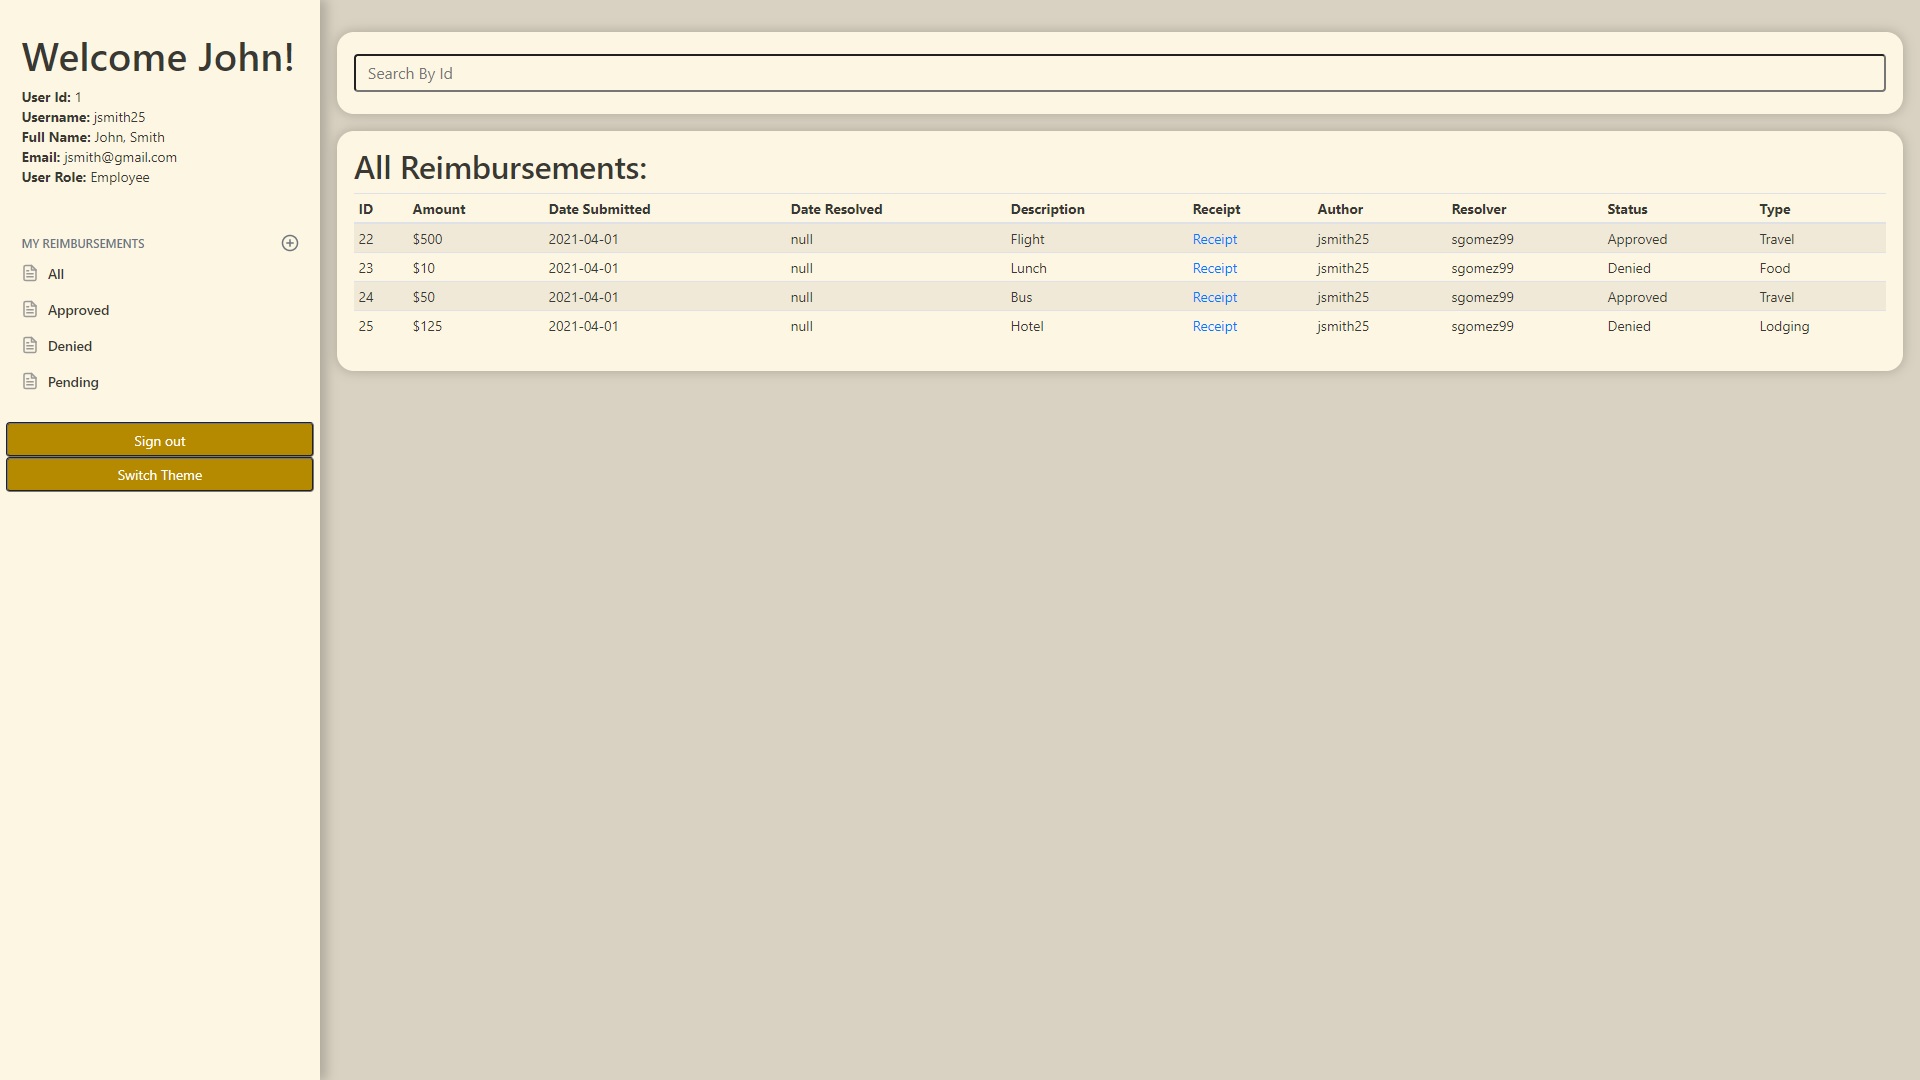 Welcome John!
User Id: 1
Username: jsmith25
Full Name: John, Smith
Email: jsmith@gmail.com
User Role: Employee
MY REIMBURSEMENTS
All
Approved
Denied
Pending
Sign out
Switch Theme
Search By Id
All Reimbursements:
ID Amount Date Submitted Date Resolved Description Receipt Author Resolver Status Type
22 $500 2021-04-01 null Flight Receipt jsmith25 sgomez99 Approved Travel
23 $10 2021-04-01 null Lunch Receipt jsmith25 sgomez99 Denied Food
24 $50 2021-04-01 null Bus Receipt jsmith25 sgomez99 Approved Travel
25 $125 2021-04-01 null Hotel Receipt jsmith25 sgomez99 Denied Lodging